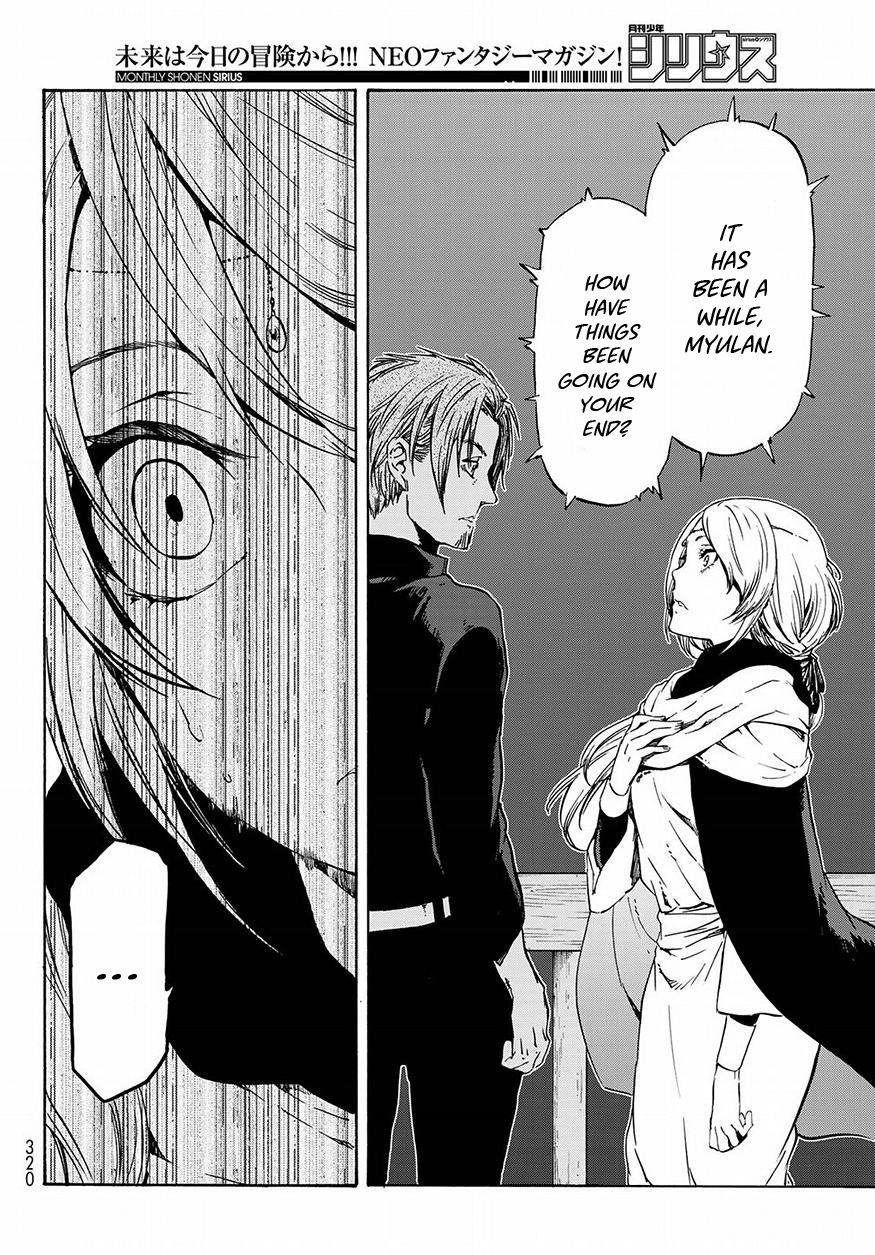 月刊少年
未来は今日の冒険から!!! NEOファンタジーマガジン!
シリウス
MONTHLY SHONEN SIRIUS
IT
HAS
BEEN A
WHILE,
MYULAN.
HOW
HAVE
THINGS
BEEN
GOING ON
YOUR
END?
...
320